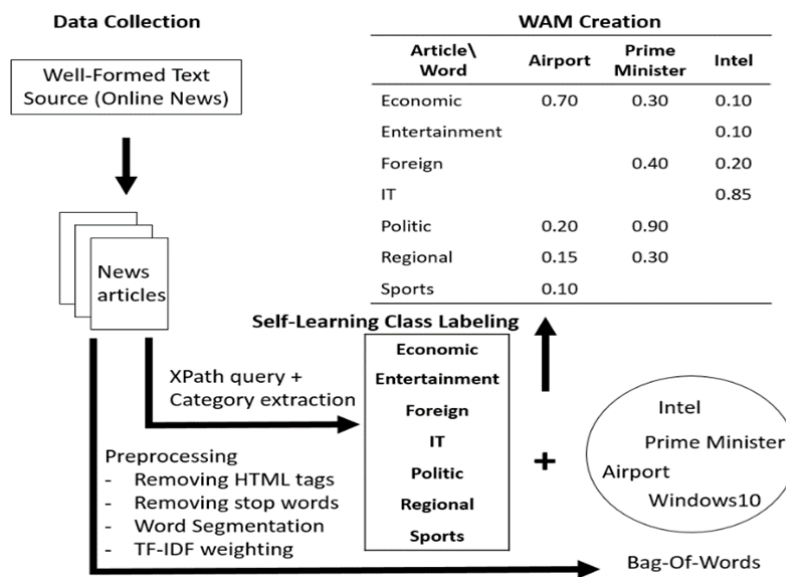 Data Collection
Well-Formed Text
Source (Online News)
News
articles
WAM Creation
Article\ Airport Prime Intel
Word Minister
Economic 0.70 0.30 0.10
Entertainment 0.10
Foreign 0.40 0.20
IT 0.85
Politic 0.20 0.90
Regional 0.15 0.30
Sports 0.10
Self-Learning Class Labeling
XPath query +
Category extraction
Economic
Entertainment
Foreign
IT
Politic
Regional
Sports
+
Intel
Prime Minister
Airport
Windows10
Bag-Of-Words
Preprocessing
- Removing HTML tags
- Removing stop words
- Word Segmentation
- TF-IDF weighting